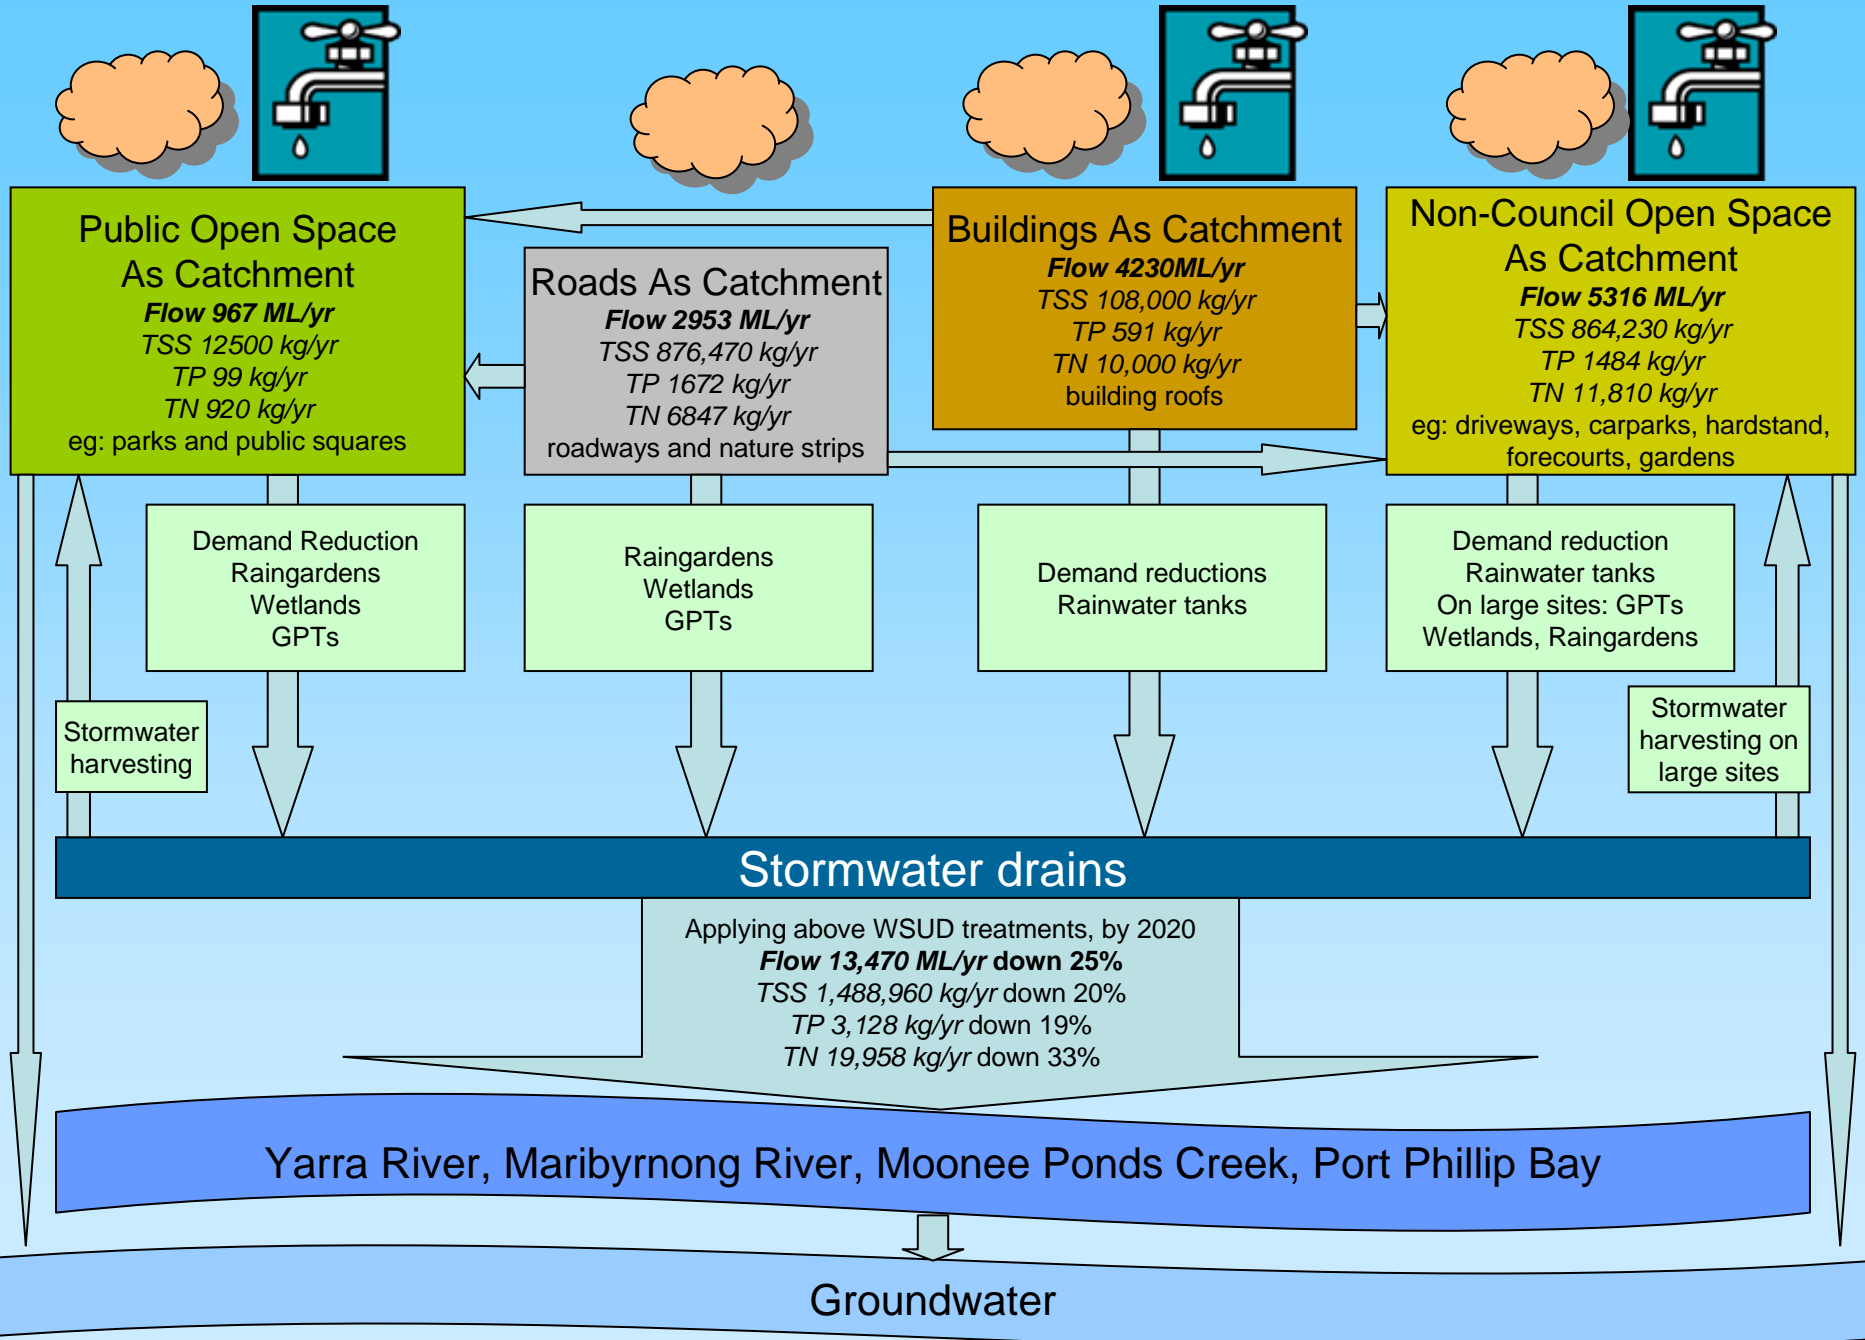 Public Open Space
As Catchment
Flow 967 ML/yr
TSS 12500 kg/yr
TP 99 kg/yr
TN 920 kg/yr
eg: parks and public squares
Roads As Catchment
Flow 2953 ML/yr
TSS 876,470 kg/yr
TP 1672 kg/yr
TN 6847 kg/yr
roadways and nature strips
Buildings As Catchment
Flow 4230ML/yr
TSS 108,000 kg/yr
TP 591 kg/yr
TN 10,000 kg/yr
building roofs
Non-Council Open Space
As Catchment
Flow 5316 ML/yr
TSS 864,230 kg/yr
TP 1484 kg/yr
TN 11,810 kg/yr
eg: driveways, carparks, hardstand,
forecourts, gardens
Demand Reduction
Raingardens
Wetlands
GPTs
Raingardens
Wetlands
GPTs
Demand reductions
Rainwater tanks
Demand reduction
Rainwater tanks
On large sites: GPTs
Wetlands, Raingardens
Stormwater
harvesting
Stormwater
harvesting on
large sites
Stormwater drains
Applying above WSUD treatments, by 2020
Flow 13,470 ML/yr down 25%
TSS 1,488,960 kg/yr down 20%
TP 3,128 kg/yr down 19%
TN 19,958 kg/yr down 33%
Yarra River, Maribyrnong River, Moonee Ponds Creek, Port Phillip Bay
Groundwater